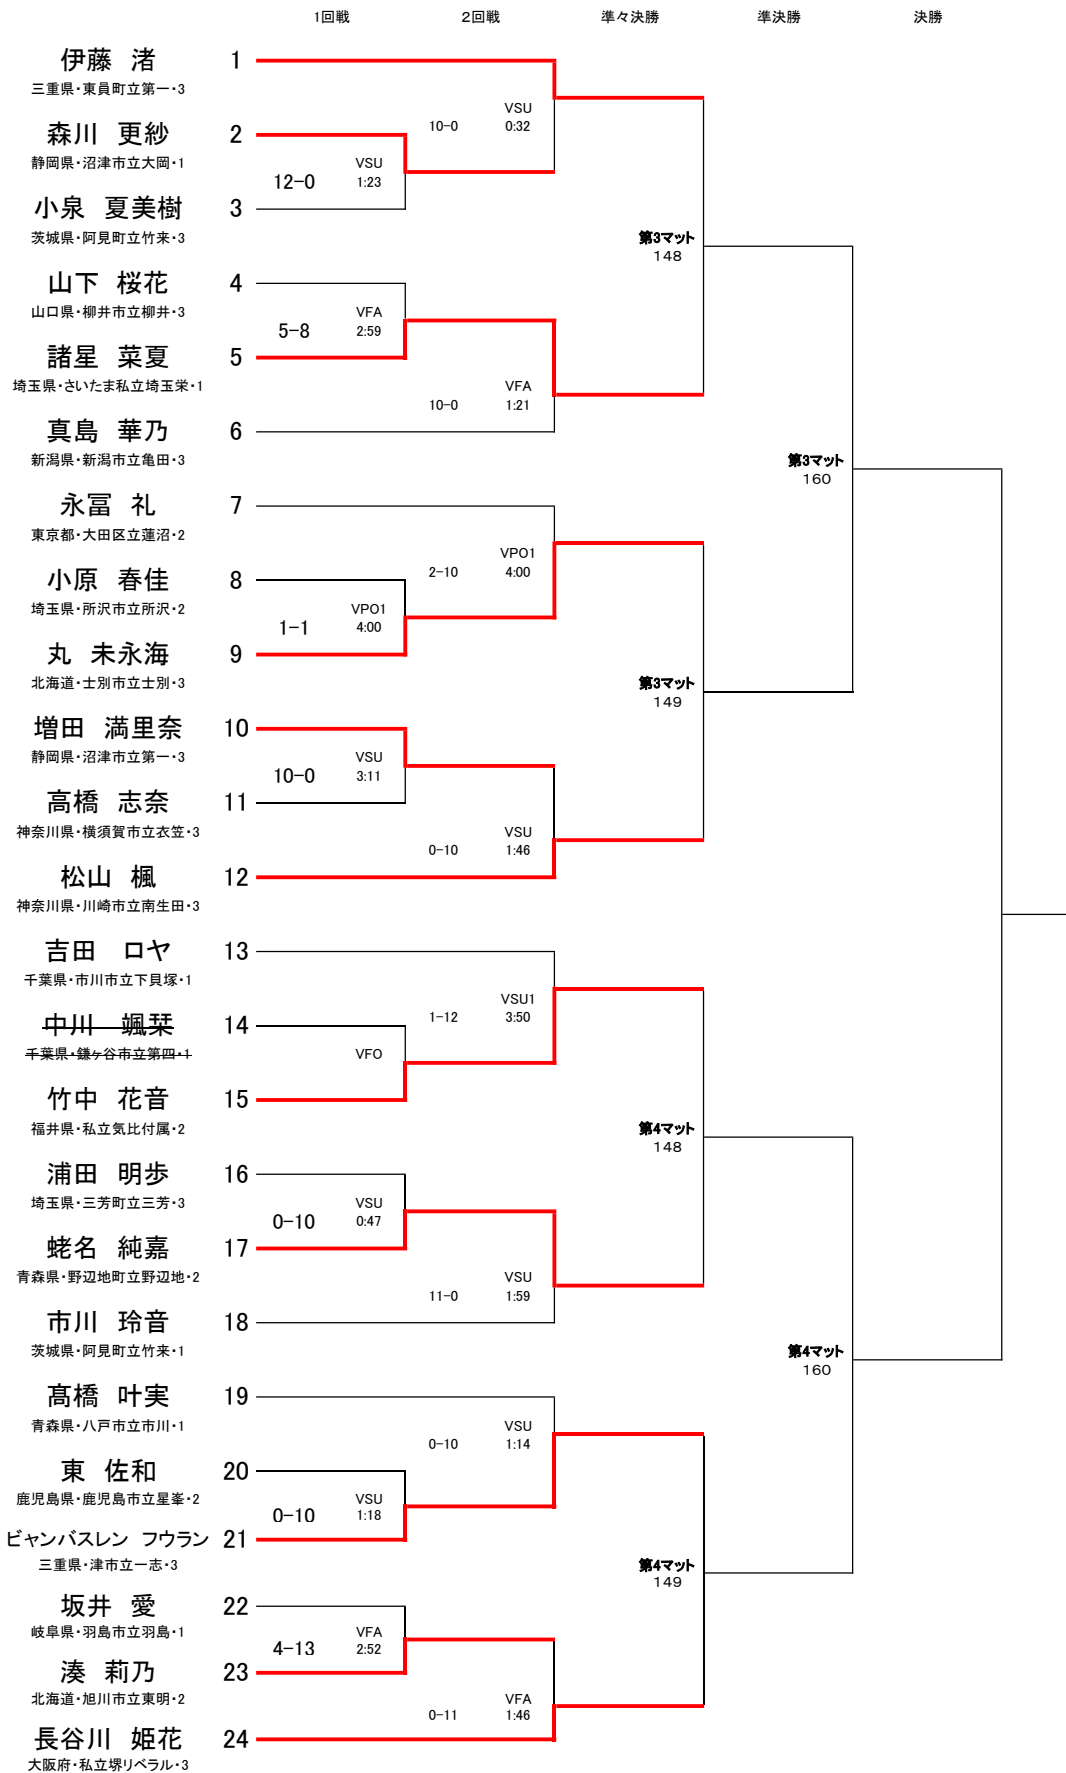 1回戦 2回戦 準々決勝 準決勝 決勝
伊藤 渚 1
三重県・東員町立第一・3
VSU
10-0 0:32
森川 更紗 2
静岡県・沼津市立大岡・1
VSU
12-0 1:23
小泉 夏美樹 3
茨城県・阿見町立竹来・3
第3マット
148
山下 桜花 4
山口県・柳井市立柳井・3
VFA
5-8 2:59
諸星 菜夏 5
埼玉県・さいたま私立埼玉栄・1
VFA
10-0 1:21
真島 華乃 6
新潟県・新潟市立亀田・3
第3マット
160
永冨 礼 7
東京都・大田区立蓮沼・2
VPO1
2-10 4:00
小原 春佳 8
埼玉県・所沢市立所沢・2
VPO1
1-1 4:00
丸 未永海 9
北海道・士別市立士別・3
第3マット
149
増田 満里奈 10
静岡県・沼津市立第一・3
VSU
10-0 3:11
高橋 志奈 11
神奈川県・横須賀市立衣笠・3
VSU
0-10 1:46
松山 楓 12
神奈川県・川崎市立南生田・3
吉田 ロヤ 13
千葉県・市川市立下貝塚・1
VSU1
1-12 3:50
中川 颯栞 14
千葉県・鎌ヶ谷市立第四・1
VFO
竹中 花音 15
福井県・私立気比付属・2
第4マット
148
浦田 明歩 16
埼玉県・三芳町立三芳・3
VSU
0-10 0:47
蛯名 純嘉 17
青森県・野辺地町立野辺地・2
VSU
11-0 1:59
市川 玲音 18
茨城県・阿見町立竹来・1
第4マット
160
髙橋 叶実 19
青森県・八戸市立市川・1
VSU
0-10 1:14
東 佐和 20
鹿児島県・鹿児島市立星峯・2
VSU
0-10 1:18
ビャンバスレン フウラン 21
三重県・津市立一志・3
第4マット
149
坂井 愛 22
岐阜県・羽島市立羽島・1
VFA
4-13 2:52
湊 莉乃 23
北海道・旭川市立東明・2
VFA
0-11 1:46
長谷川 姫花 24
大阪府・私立堺リベラル・3